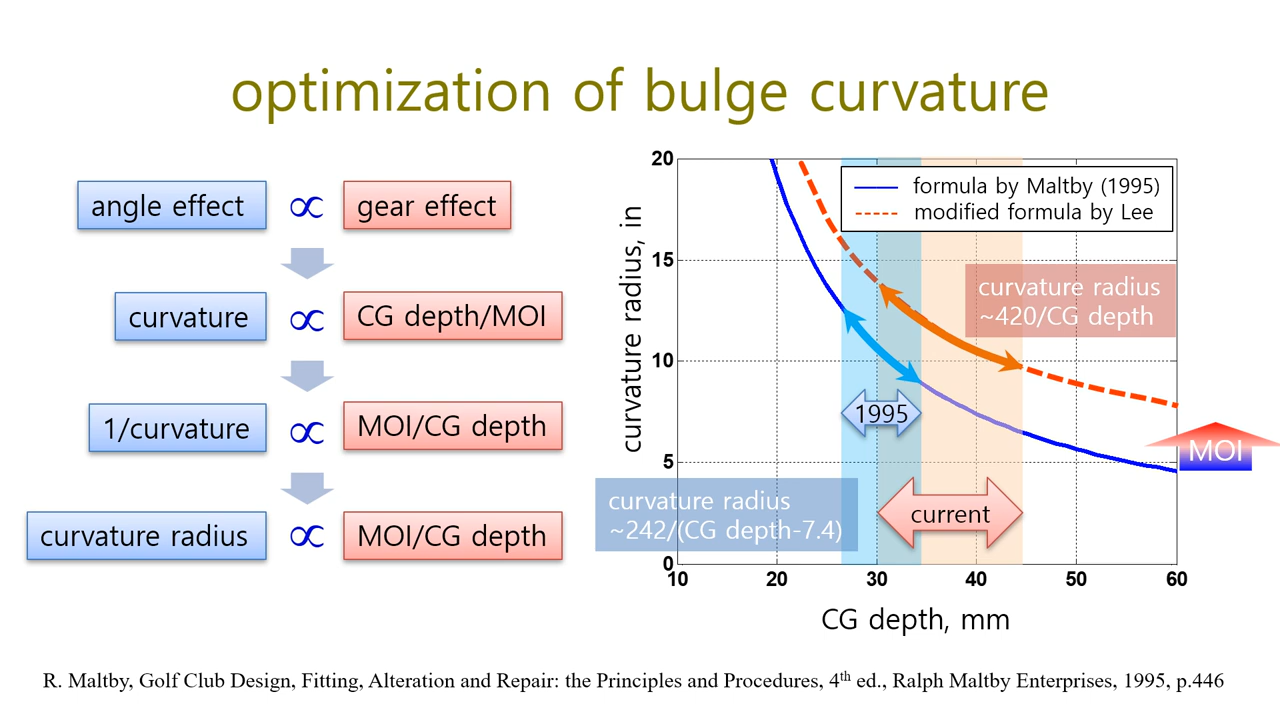 optimization of bulge curvature
angle effect ∝ gear effect
curvature ∝ CG depth/MOI
1/curvature ∝ MOI/CG depth
curvature radius ∝ MOI/CG depth
curvature radius, in
20
15
10
5
0
10 20 30 40 50 60
CG depth, mm
formula by Maltby (1995)
modified formula by Lee
curvature radius
~420/CG depth
1995
MOI
curvature radius
~242/(CG depth-7.4)
current
R. Maltby, Golf Club Design, Fitting, Alteration and Repair: the Principles and Procedures, 4th ed., Ralph Maltby Enterprises, 1995, p.446